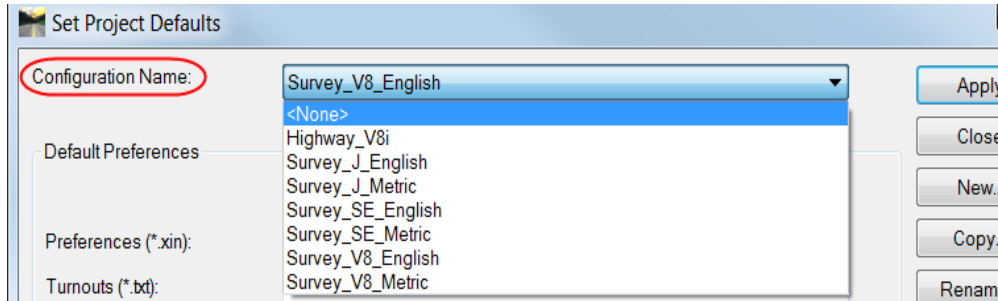 Set Project Defaults
Configuration Name:
Survey_V8_English
Apply
<None>
Highway_V8i
Close
Default Preferences
Survey_J_English
Survey_J_Metric
New.
Survey_SE_English
Preferences (*.xin):
Survey_SE_Metric
Copy.
Survey_V8_English
Turnouts (*.txt):
Survey_V8_Metric
Renam